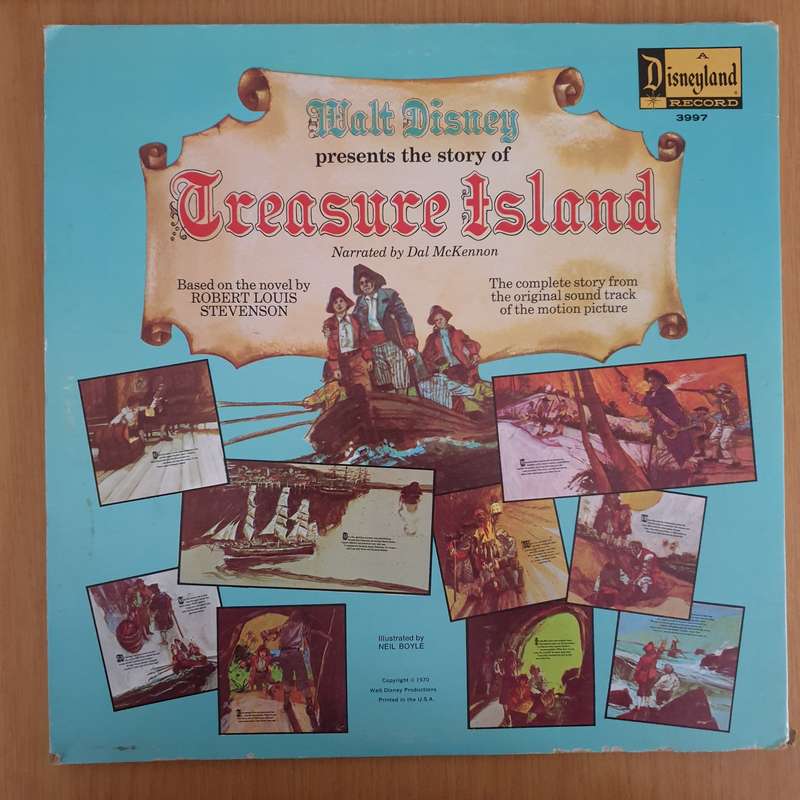 A
Disneyland
RECORD
3997
Walt Disney
presents the story of
Treasure Island
Narrated by Dal McKennon
Based on the novel by
ROBERT LOUIS
STEVENSON
The complete story from
the original sound track
of the motion picture
Illustrated by
NEIL BOYLE
Copyright © 1970
Walt Disney Productions
Printed in the U.S.A.